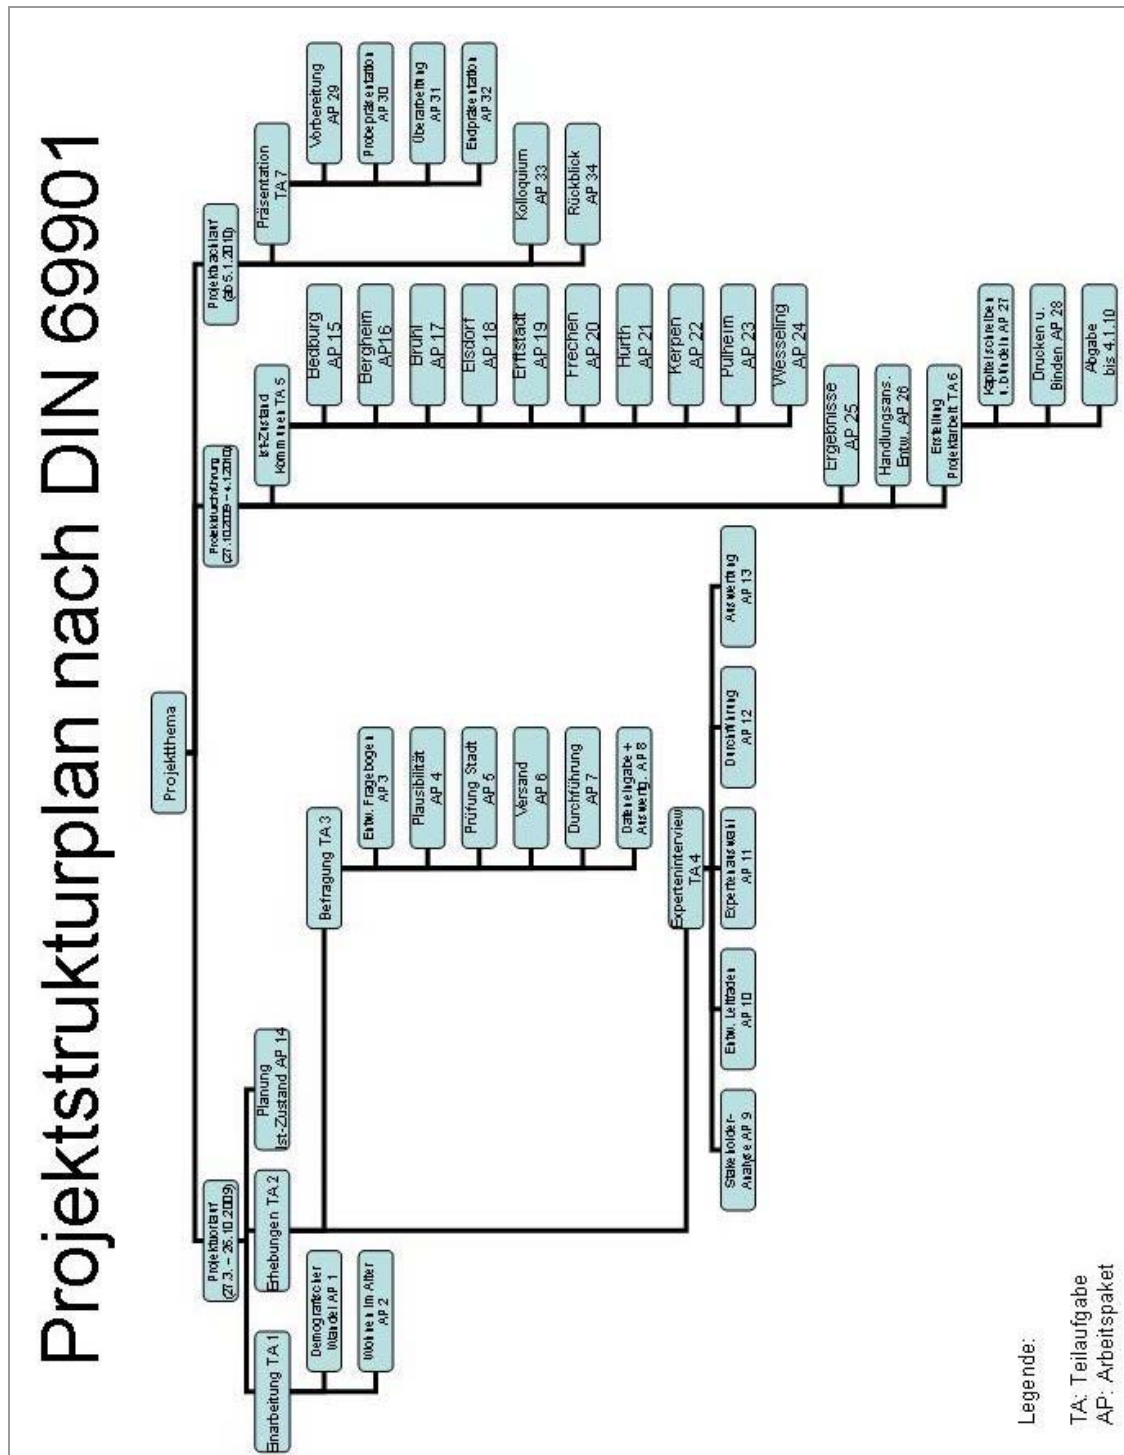 Projektstrukturplan nach DIN 69901
Projektthema
Projektvorlauf
(27.3. – 26.10.2009)
Einarbeitung TA 1
Demografischer
Wandel AP 1
Wohnen im Alter
AP 2
Erhebungen TA 2
Befragung TA 3
Entw. Fragebogen
AP 3
Plausibilität
AP 4
Prüfung Stadt
AP 5
Versand
AP 6
Durchführung
AP 7
Dateneingabe +
Auswertg. AP 8
Experteninterview
TA 4
Stakeholder-
Analyse AP 9
Entw. Leitfaden
AP 10
Expertenauswahl
AP 11
Durchführung
AP 12
Auswertung
AP 13
Planung
Ist-Zustand AP 14
Projektdurchführung
(27.10.2009 – 4.1.2010)
Ist-Zustand
Kommunen TA 5
Bedburg
AP 15
Bergheim
AP16
Brühl
AP 17
Elsdorf
AP 18
Erftstadt
AP 19
Frechen
AP 20
Hürth
AP 21
Kerpen
AP 22
Pulheim
AP 23
Wesseling
AP 24
Ergebnisse
AP 25
Handlungsans.
Entw. AP 26
Erstellung
Projektarbeit TA 6
Kapitel schreiben
u. bündeln AP 27
Drucken u.
Binden AP 28
Abgabe
bis 4.1.10
Projektnachlauf
(ab 5.1.2010)
Präsentation
TA 7
Vorbereitung
AP 29
Probepräsentation
AP 30
Überarbeitung
AP 31
Endpräsentation
AP 32
Kolloquium
AP 33
Rückblick
AP 34
Legende:
TA: Teilaufgabe
AP: Arbeitspaket